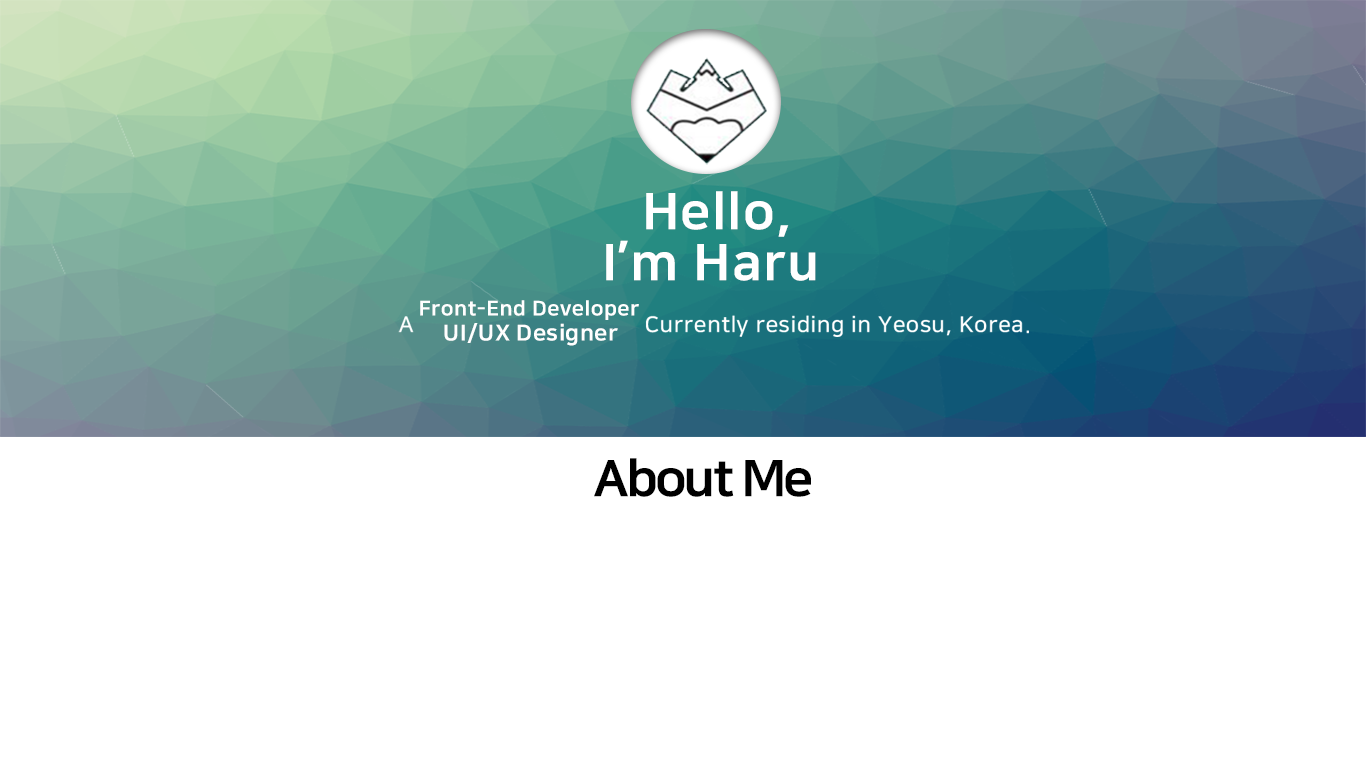 Hello,
I'm Haru
A Front-End Developer
UI/UX Designer Currently residing in Yeosu, Korea.
About Me